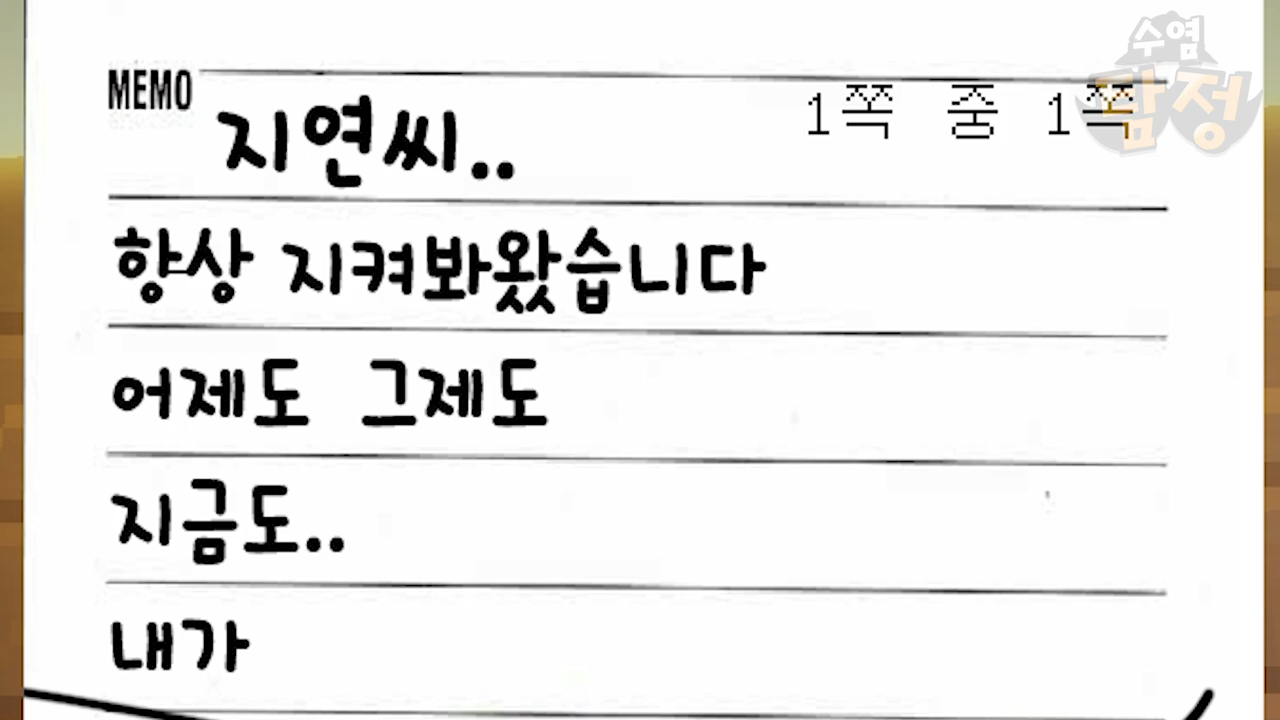 수염
탐정
MEMO
1쪽 중 1쪽
지연씨..
항상 지켜봐왔습니다
어제도 그제도
지금도..
내가